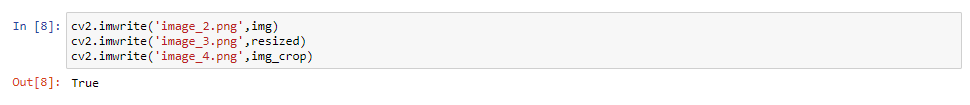 In [8]: cv2.imwrite('image_2.png',img)
cv2.imwrite('image_3.png',resized)
cv2.imwrite('image_4.png',img_crop)
Out[8]: True